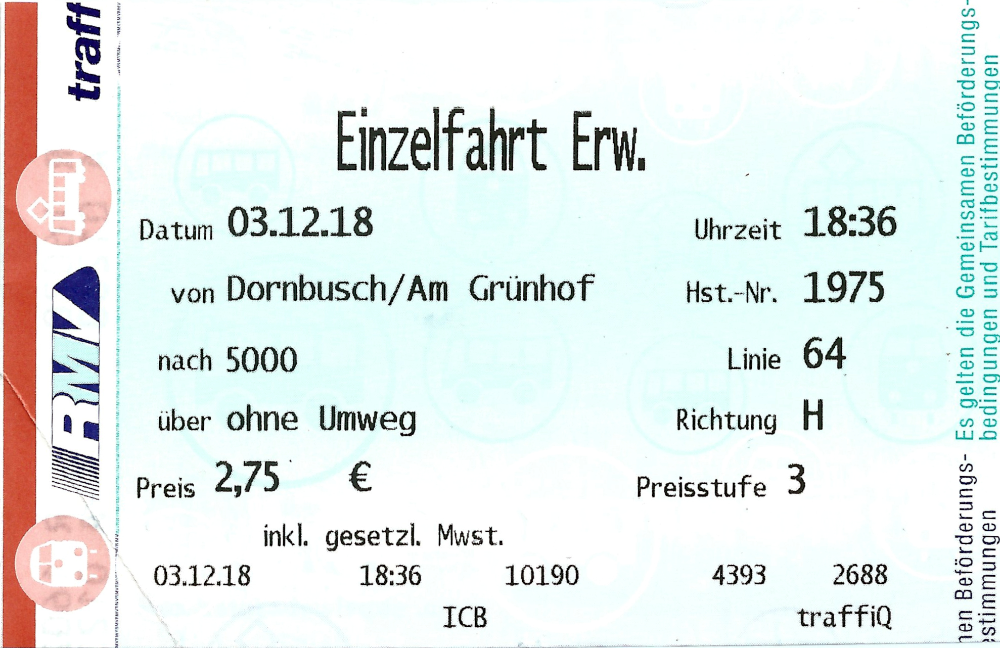 Einzelfahrt Erw.
Datum 03.12.18 Uhrzeit 18:36
von Dornbusch/Am Grünhof Hst.-Nr. 1975
nach 5000 Linie 64
über ohne Umweg Richtung H
Preis 2,75 € Preisstufe 3
inkl. gesetzl. Mwst.
03.12.18 18:36 10190 4393 2688
ICB traffiQ
RMV
traff
Es gelten die Gemeinsamen Beförderungs-
bedingungen und Tarifbestimmungen
nen Beförderungs-
estimmungen